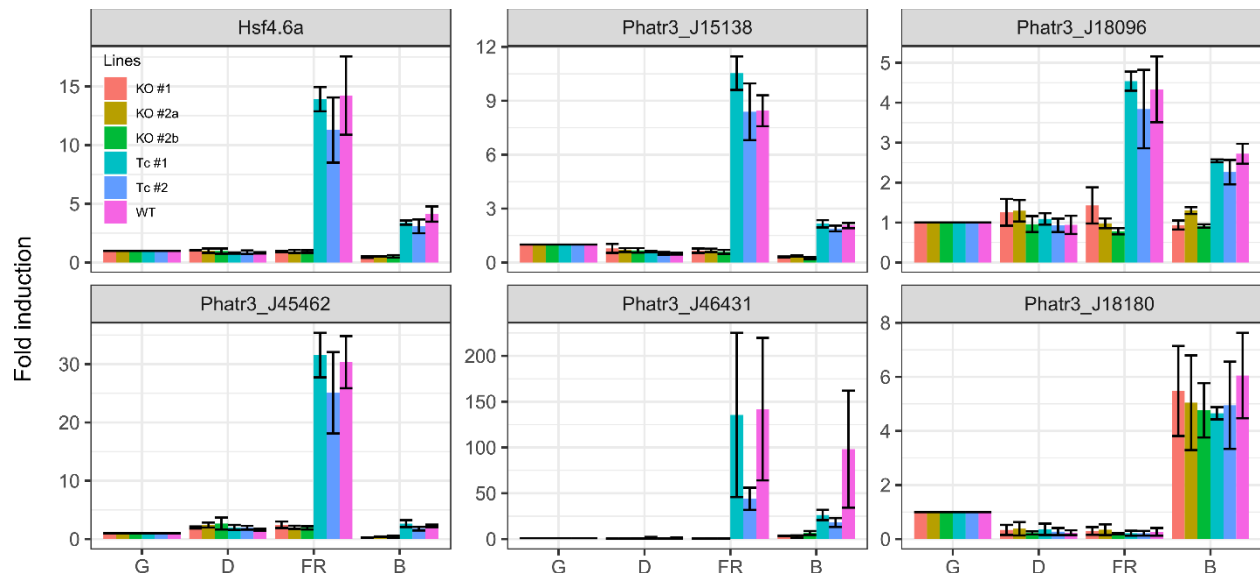 Hsf4.6a
Phatr3_J15138
Phatr3_J18096
Lines
KO #1
KO #2a
KO #2b
Tc #1
Tc #2
WT
15
10
5
0
12
9
6
3
0
5
4
3
2
1
0
Fold induction
Phatr3_J45462
Phatr3_J46431
Phatr3_J18180
30
20
10
0
200
150
100
50
0
8
6
4
2
0
G D FR B
G D FR B
G D FR B